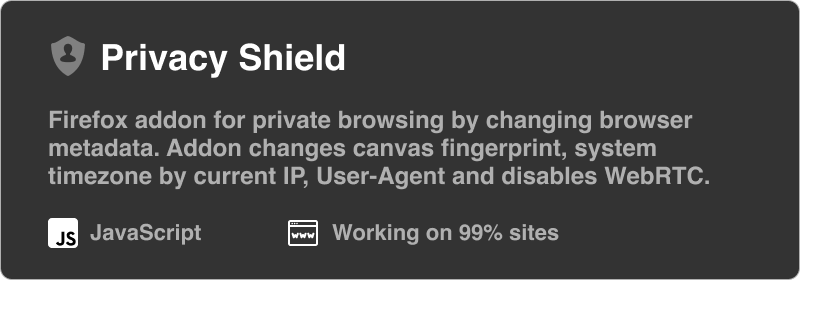 Privacy Shield
Firefox addon for private browsing by changing browser
metadata. Addon changes canvas fingerprint, system
timezone by current IP, User-Agent and disables WebRTC.
JS JavaScript
www Working on 99% sites